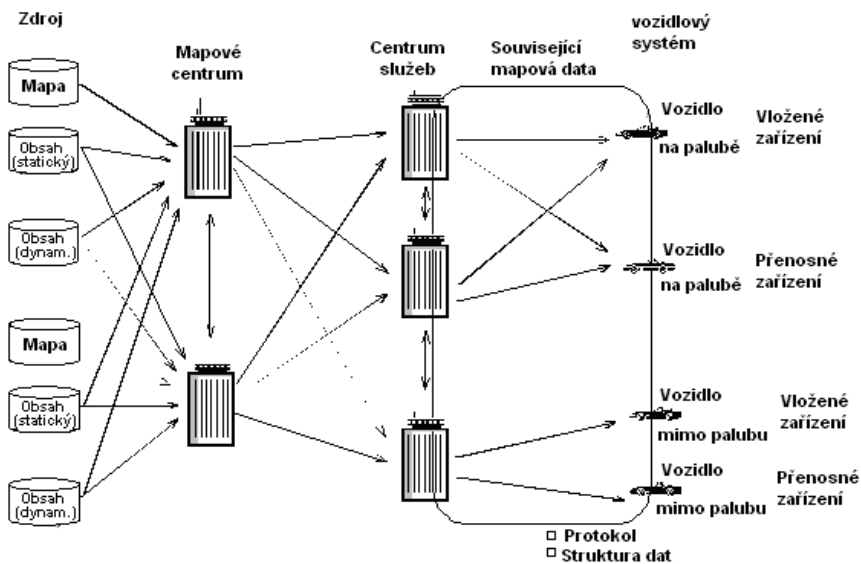 Zdroj
Mapa
Obsah
(statický)
Obsah
(dynam.)
Mapa
Obsah
(statický)
Obsah
(dynam.)
Mapové
centrum
Centrum
služeb
Související
mapová data
vozidlový
systém
Vozidlo
na palubě
Vložené
zařízení
Vozidlo
na palubě
Přenosné
zařízení
Vozidlo
mimo palubu
Vložené
zařízení
Vozidlo
mimo palubu
Přenosné
zařízení
Protokol
Struktura dat